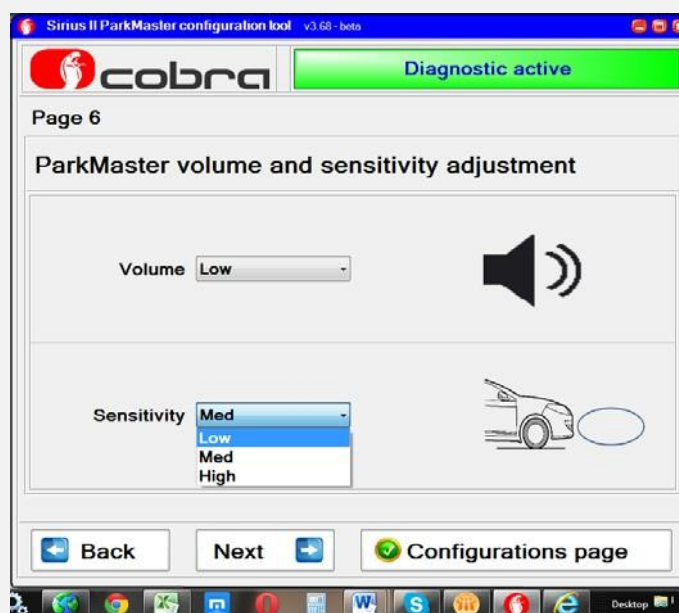 Sirius II ParkMaster configuration tool v3.68 - beta
cobra
Diagnostic active
Page 6
ParkMaster volume and sensitivity adjustment
Volume Low
Sensitivity Med
Low
Med
High
Back Next Configurations page
Desktop